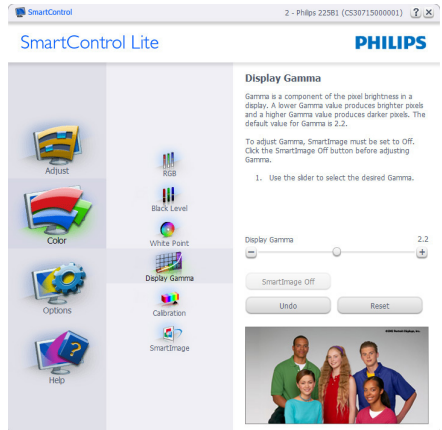 SmartControl
2 - Philips 225B1 (CS30715000001)
?
SmartControl Lite
PHILIPS
Display Gamma
Gamma is a component of the pixel brightness in a
display. A lower Gamma value produces brighter pixels
and a higher Gamma value produces darker pixels. The
default value for Gamma is 2.2.
To adjust Gamma, SmartImage must be set to Off.
Click the SmartImage Off button before adjusting
Gamma.
1. Use the slider to select the desired Gamma.
Adjust
Color
Options
Help
RGB
Black Level
White Point
Display Gamma
Calibration
SmartImage
Display Gamma
2.2
SmartImage Off
Undo
Reset